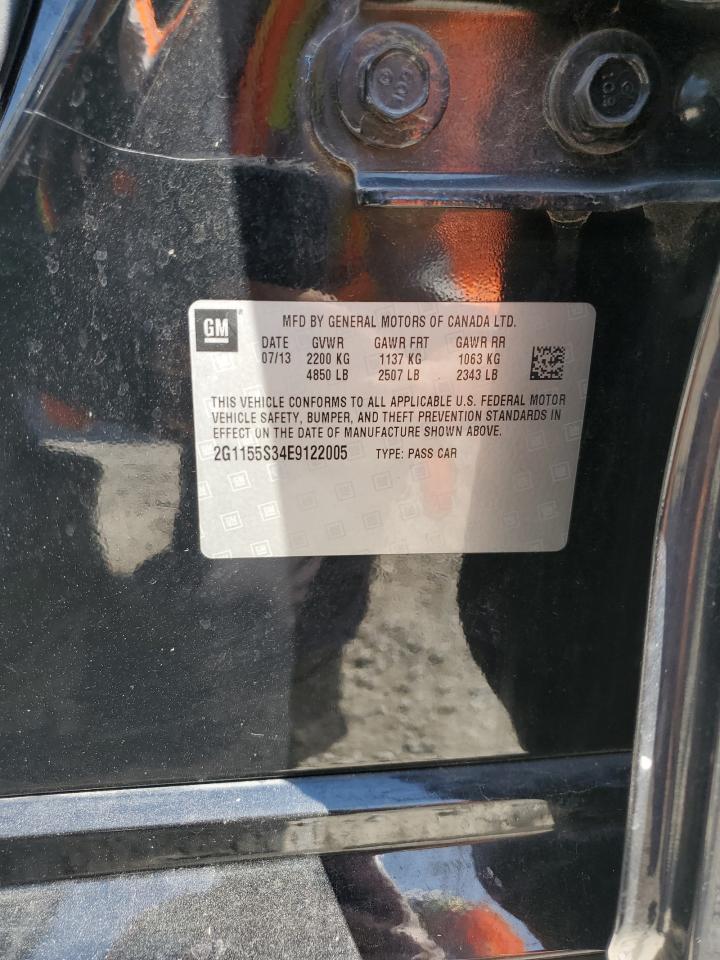 GM
MFD BY GENERAL MOTORS OF CANADA LTD.
DATE GVWR GAWR FRT GAWR RR
07/13 2200 KG 1137 KG 1063 KG
4850 LB 2507 LB 2343 LB
THIS VEHICLE CONFORMS TO ALL APPLICABLE U.S. FEDERAL MOTOR
VEHICLE SAFETY, BUMPER, AND THEFT PREVENTION STANDARDS IN
EFFECT ON THE DATE OF MANUFACTURE SHOWN ABOVE.
2G1155S34E9122005 TYPE: PASS CAR